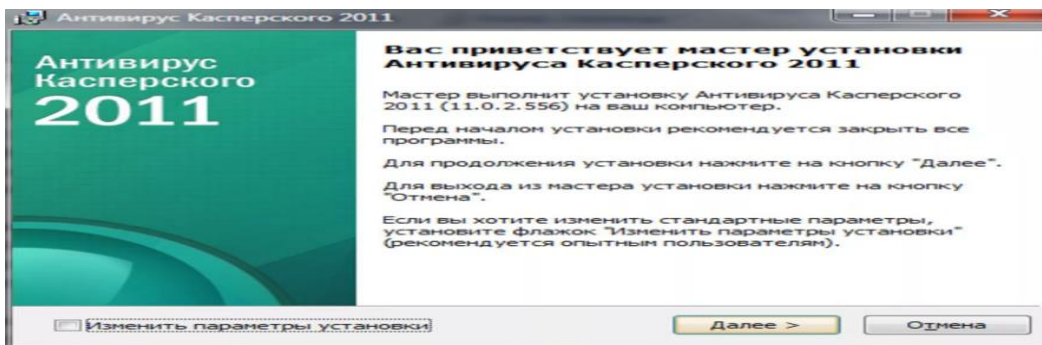 Антивирус Касперского 2011
Антивирус
Касперского
2011
Вас приветствует мастер установки
Антивируса Касперского 2011
Мастер выполнит установку Антивируса Касперского
2011 (11.0.2.556) на ваш компьютер.
Перед началом установки рекомендуется закрыть все
программы.
Для продолжения установки нажмите на кнопку "Далее".
Для выхода из мастера установки нажмите на кнопку
"Отмена".
Если вы хотите изменить стандартные параметры,
установите флажок "Изменить параметры установки"
(рекомендуется опытным пользователям).
Изменить параметры установки
Далее >
Отмена